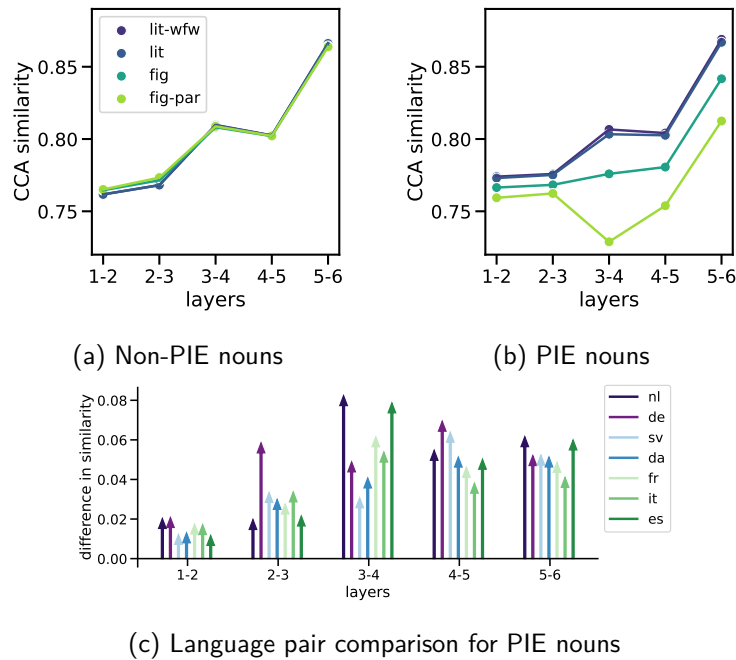 lit-wfw
lit
fig
fig-par
CCA similarity
0.85
0.80
0.75
1-2 2-3 3-4 4-5 5-6
layers
(a) Non-PIE nouns
CCA similarity
0.85
0.80
0.75
1-2 2-3 3-4 4-5 5-6
layers
(b) PIE nouns
difference in similarity
0.08
0.06
0.04
0.02
0.00
1-2 2-3 3-4 4-5 5-6
layers
nl
de
sv
da
fr
it
es
(c) Language pair comparison for PIE nouns